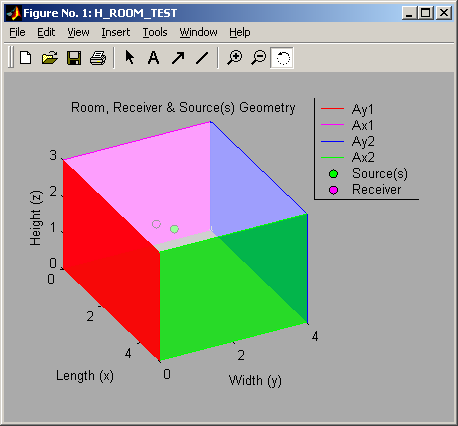 Figure No. 1: H_ROOM_TEST
File Edit View Insert Tools Window Help
A
Room, Receiver & Source(s) Geometry
Ay1
Ax1
Ay2
Ax2
Source(s)
Receiver
3
2
1
0
Height (z)
0
2
4
Length (x)
0
2
4
Width (y)